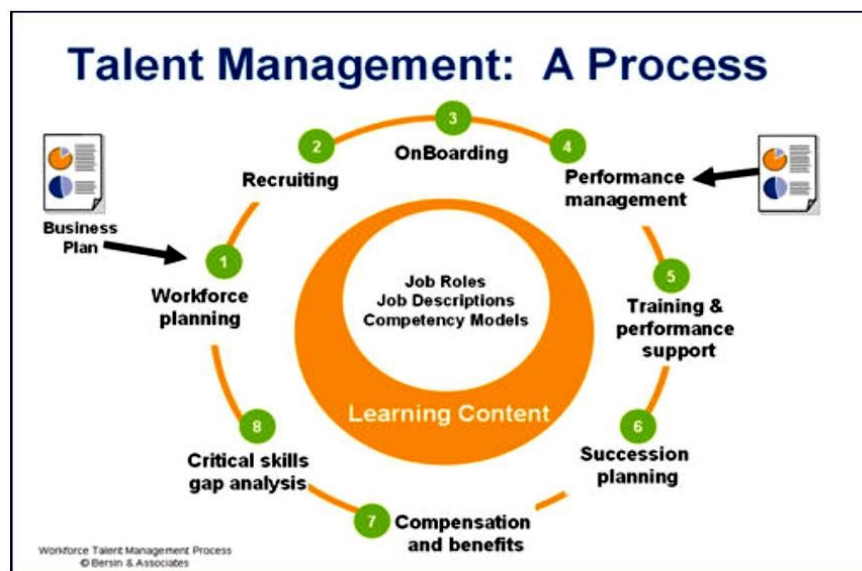 Talent Management: A Process
3
2
4
OnBoarding
Recruiting
Performance
management
Business
Plan
1
Workforce
planning
Job Roles
Job Descriptions
Competency Models
5
Training &
performance
support
Learning Content
8
Critical skills
gap analysis
6
Succession
planning
7
Compensation
and benefits
Workforce Talent Management Process
© Bersin & Associates